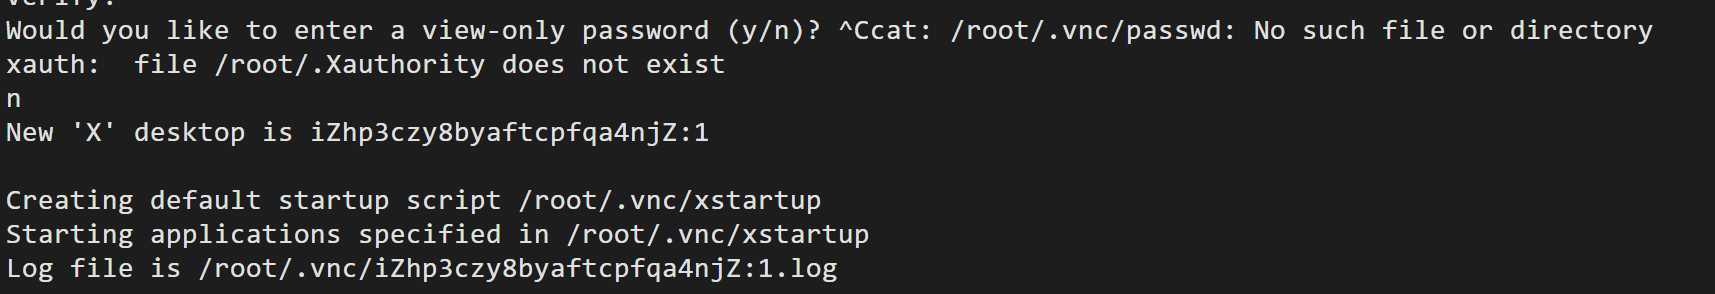 Verify:
Would you like to enter a view-only password (y/n)? ^Ccat: /root/.vnc/passwd: No such file or directory
xauth:  file /root/.Xauthority does not exist
n
New 'X' desktop is iZhp3czy8byaftcpfqa4njZ:1

Creating default startup script /root/.vnc/xstartup
Starting applications specified in /root/.vnc/xstartup
Log file is /root/.vnc/iZhp3czy8byaftcpfqa4njZ:1.log